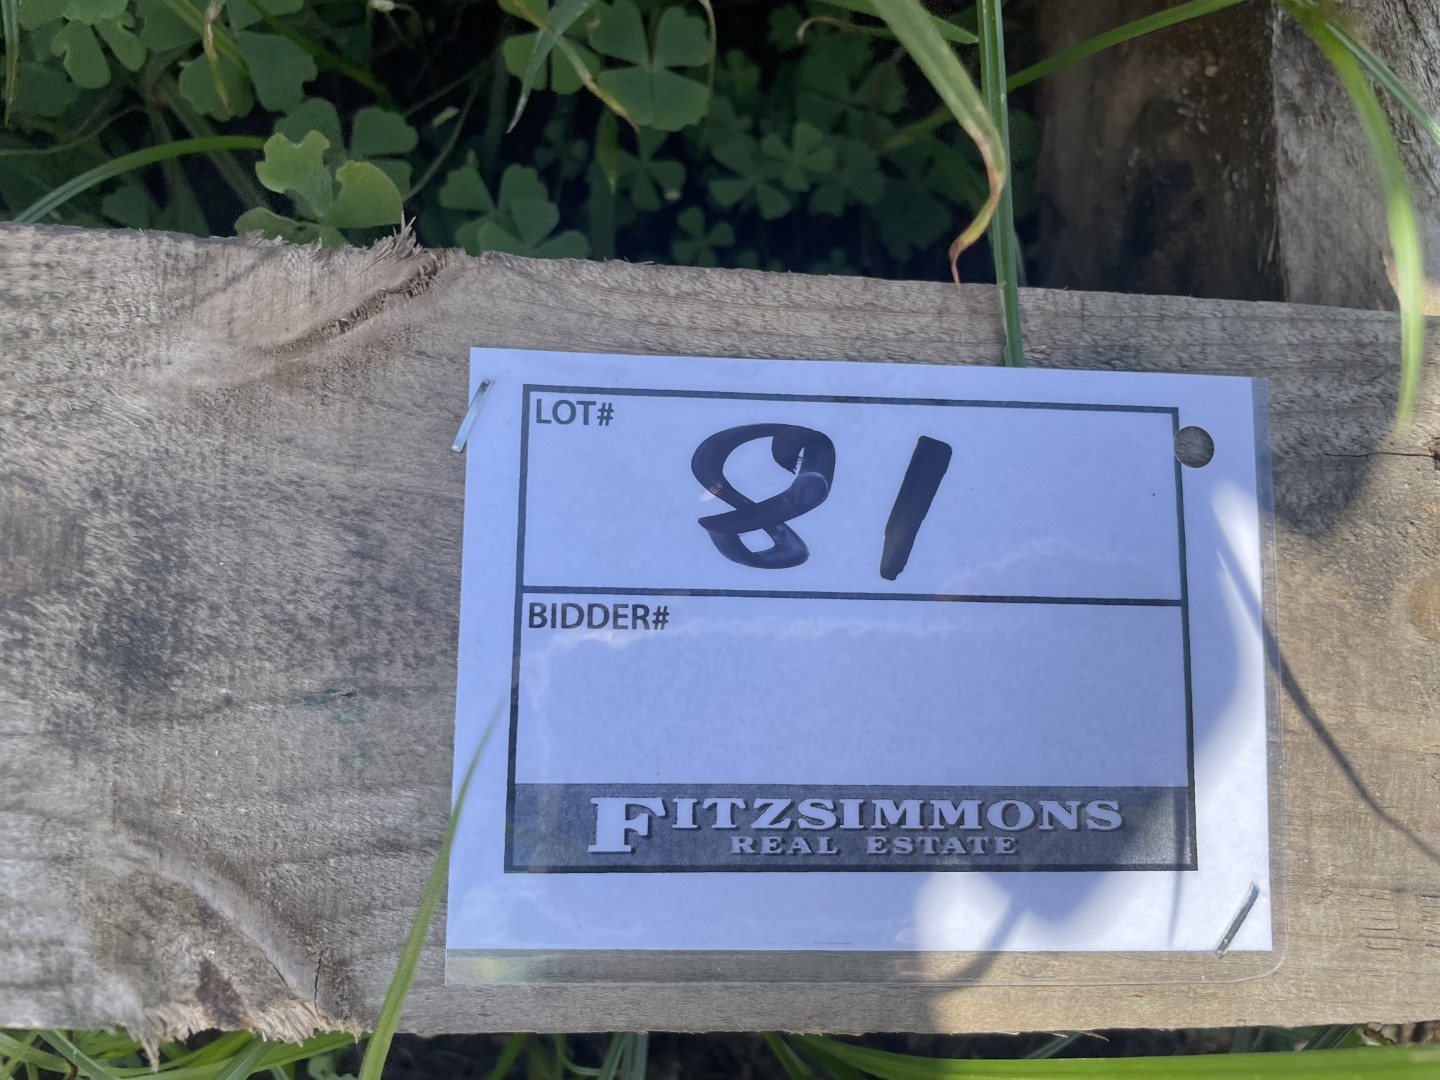 LOT#
81
BIDDER#
FITZSIMMONS
REAL ESTATE